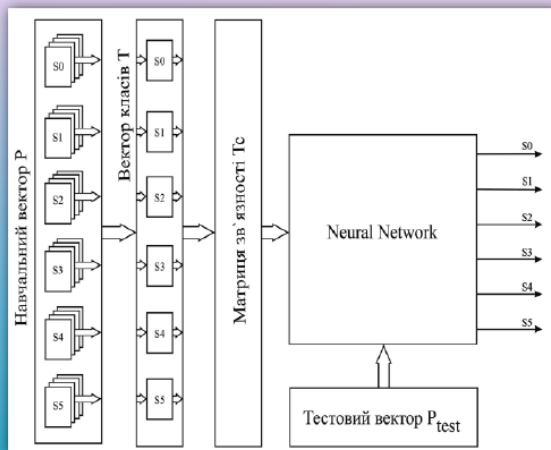 Навчальний вектор P
S0
S1
S2
S3
S4
S5
Вектор класів T
S0
S1
S2
S3
S4
S5
Матриця зв`язності Tc
Neural Network
Тестовий вектор Ptest
S0
S1
S2
S3
S4
S5